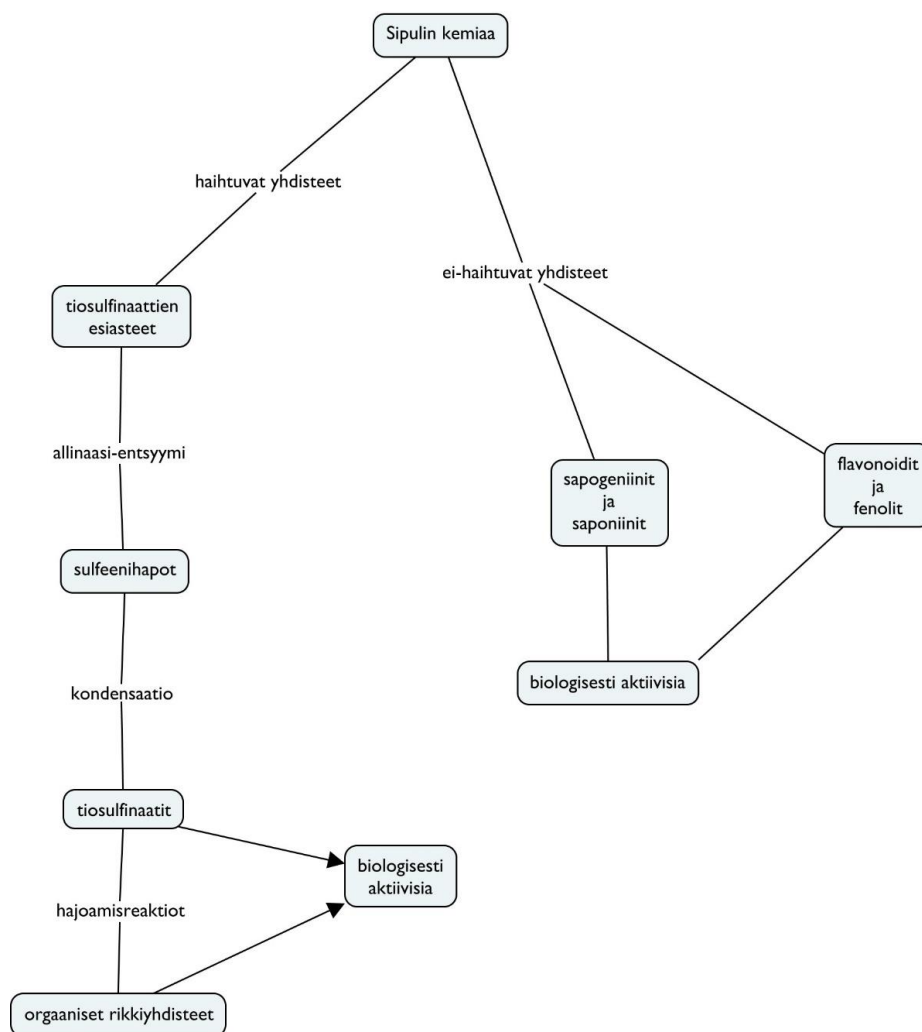 Sipulin kemiaa
haihtuvat yhdisteet
ei-haihtuvat yhdisteet
tiosulfinaattien
esiasteet
allinaasi-entsyymi
sapogeniinit
ja
saponiinit
flavonoidit
ja
fenolit
sulfeenihapot
biologisesti aktiivisia
kondensaatio
tiosulfinaatit
biologisesti
aktiivisia
hajoamisreaktiot
orgaaniset rikkiyhdisteet